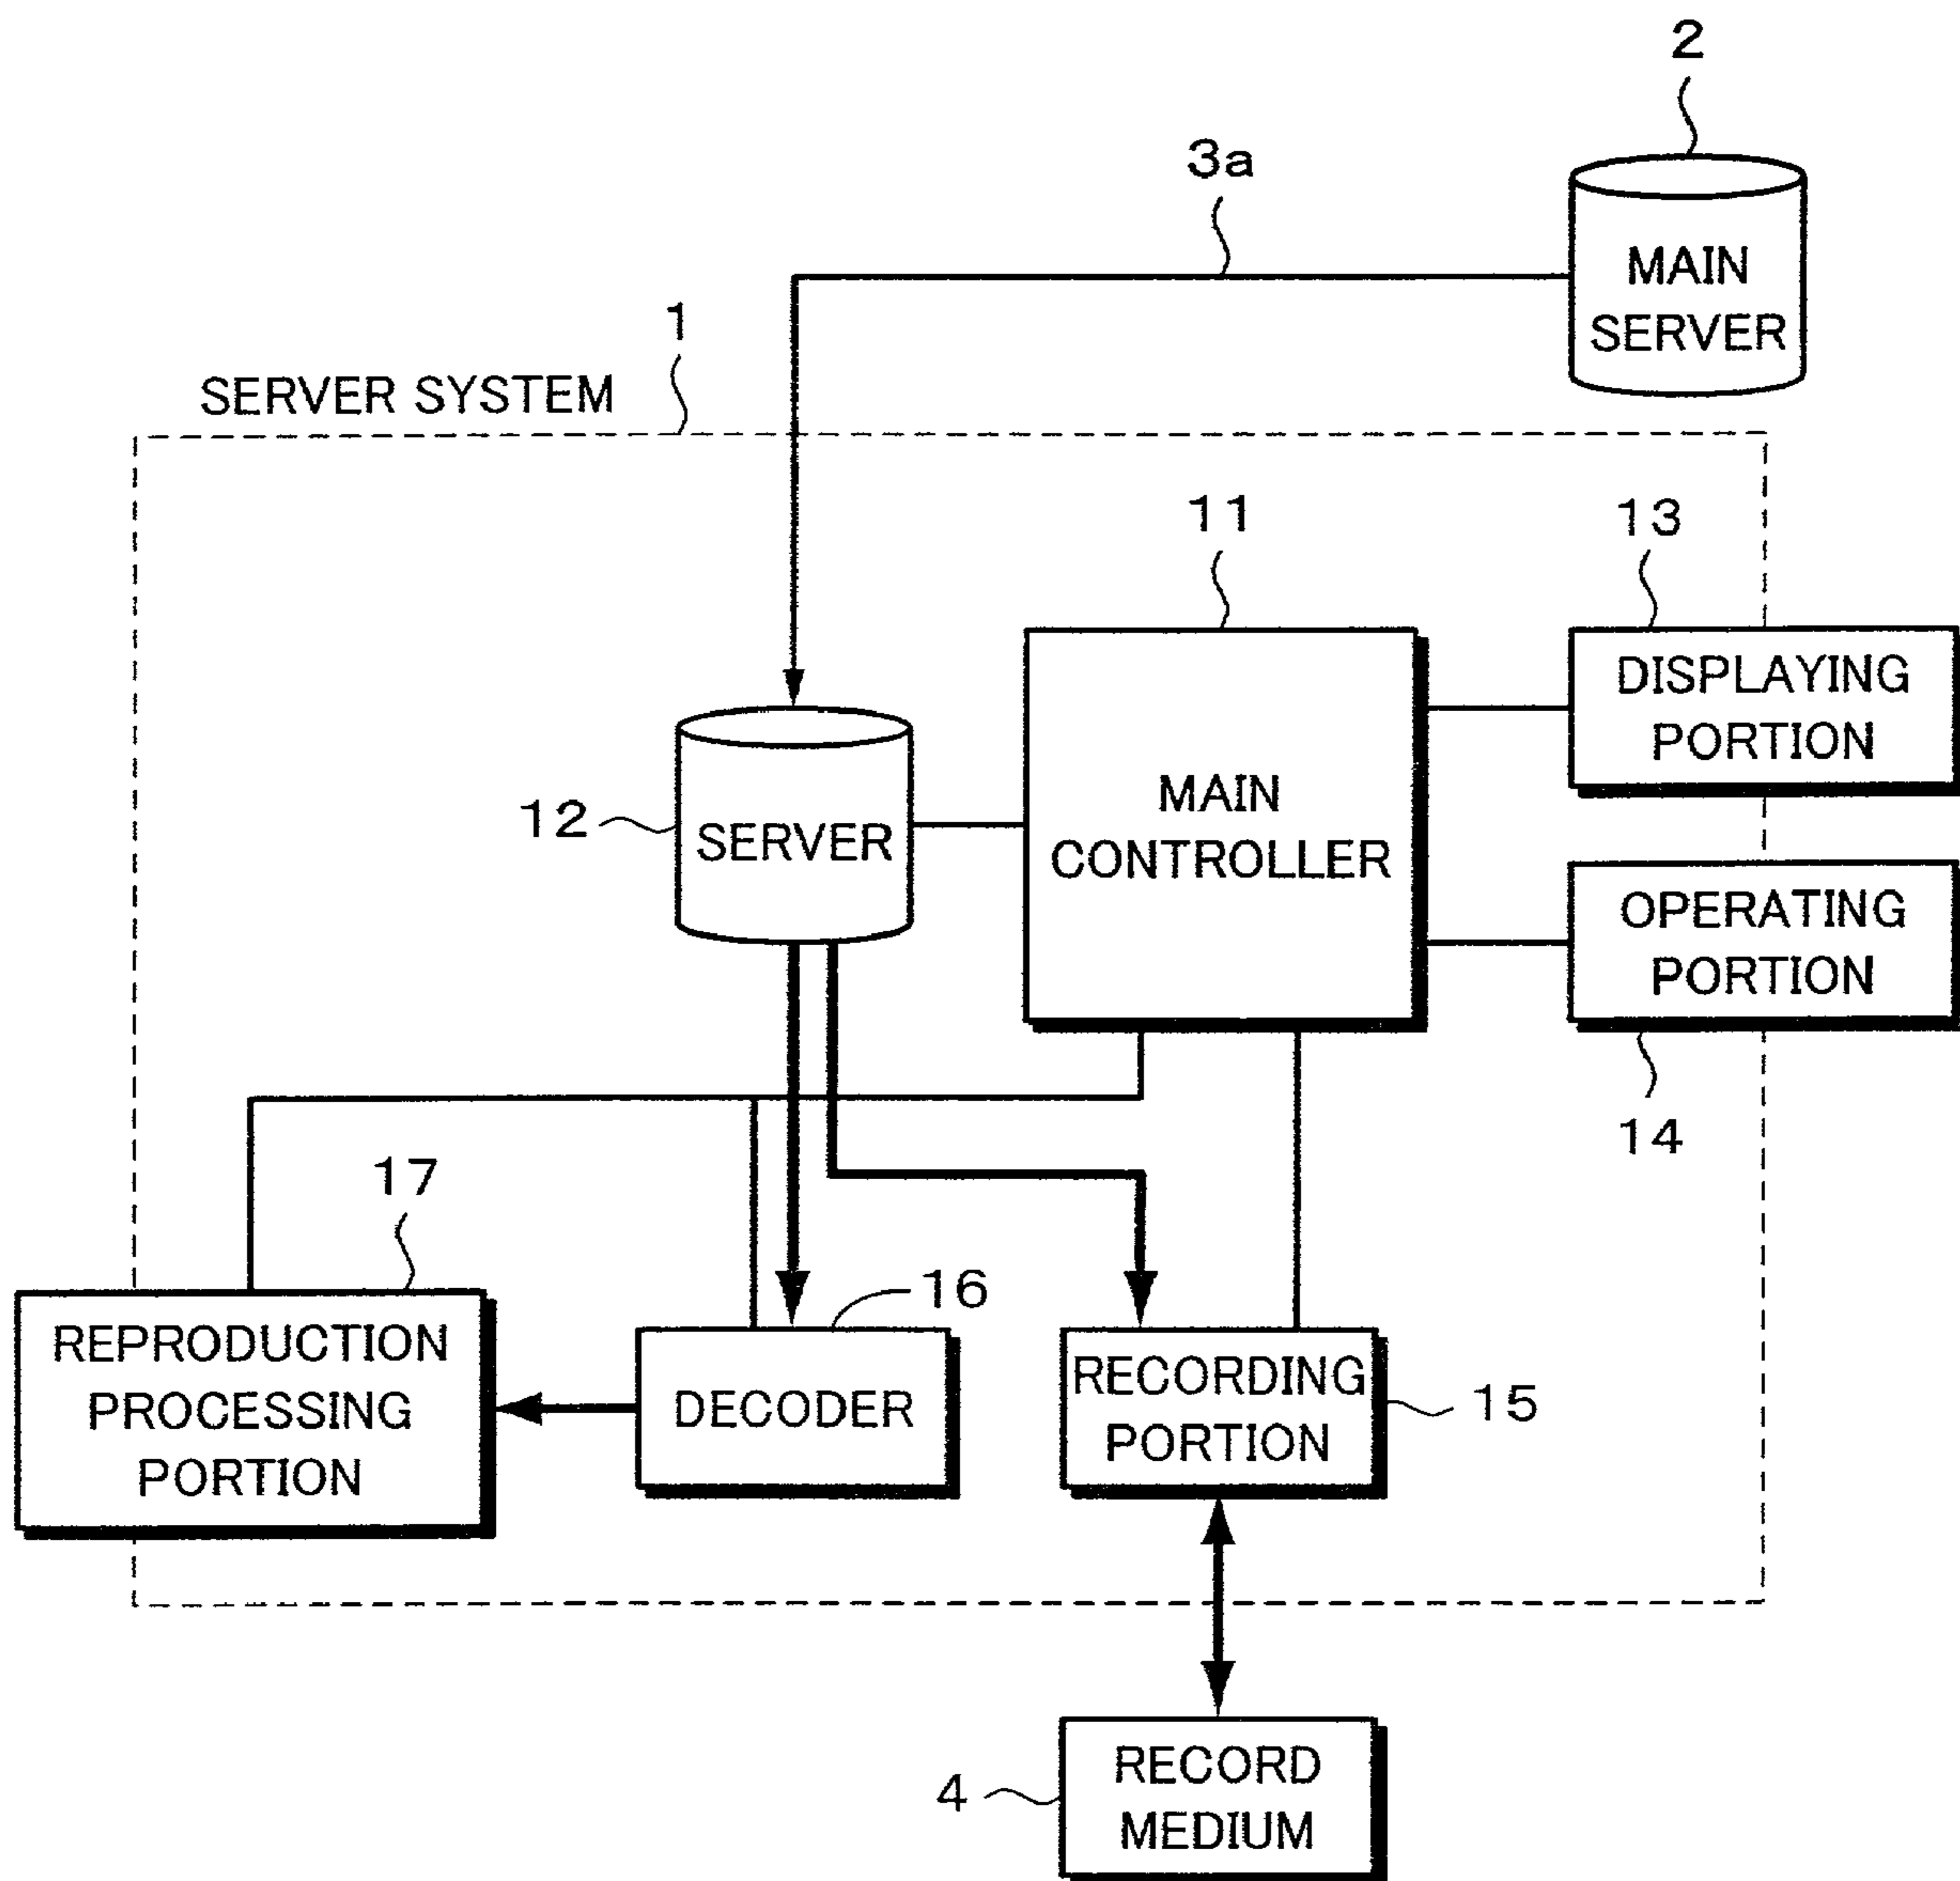 2
3a
MAIN
SERVER
1
SERVER SYSTEM
11
13
DISPLAYING
PORTION
MAIN
CONTROLLER
12
SERVER
OPERATING
PORTION
14
17
16
REPRODUCTION
PROCESSING
PORTION
DECODER
RECORDING
PORTION
15
RECORD
MEDIUM
4